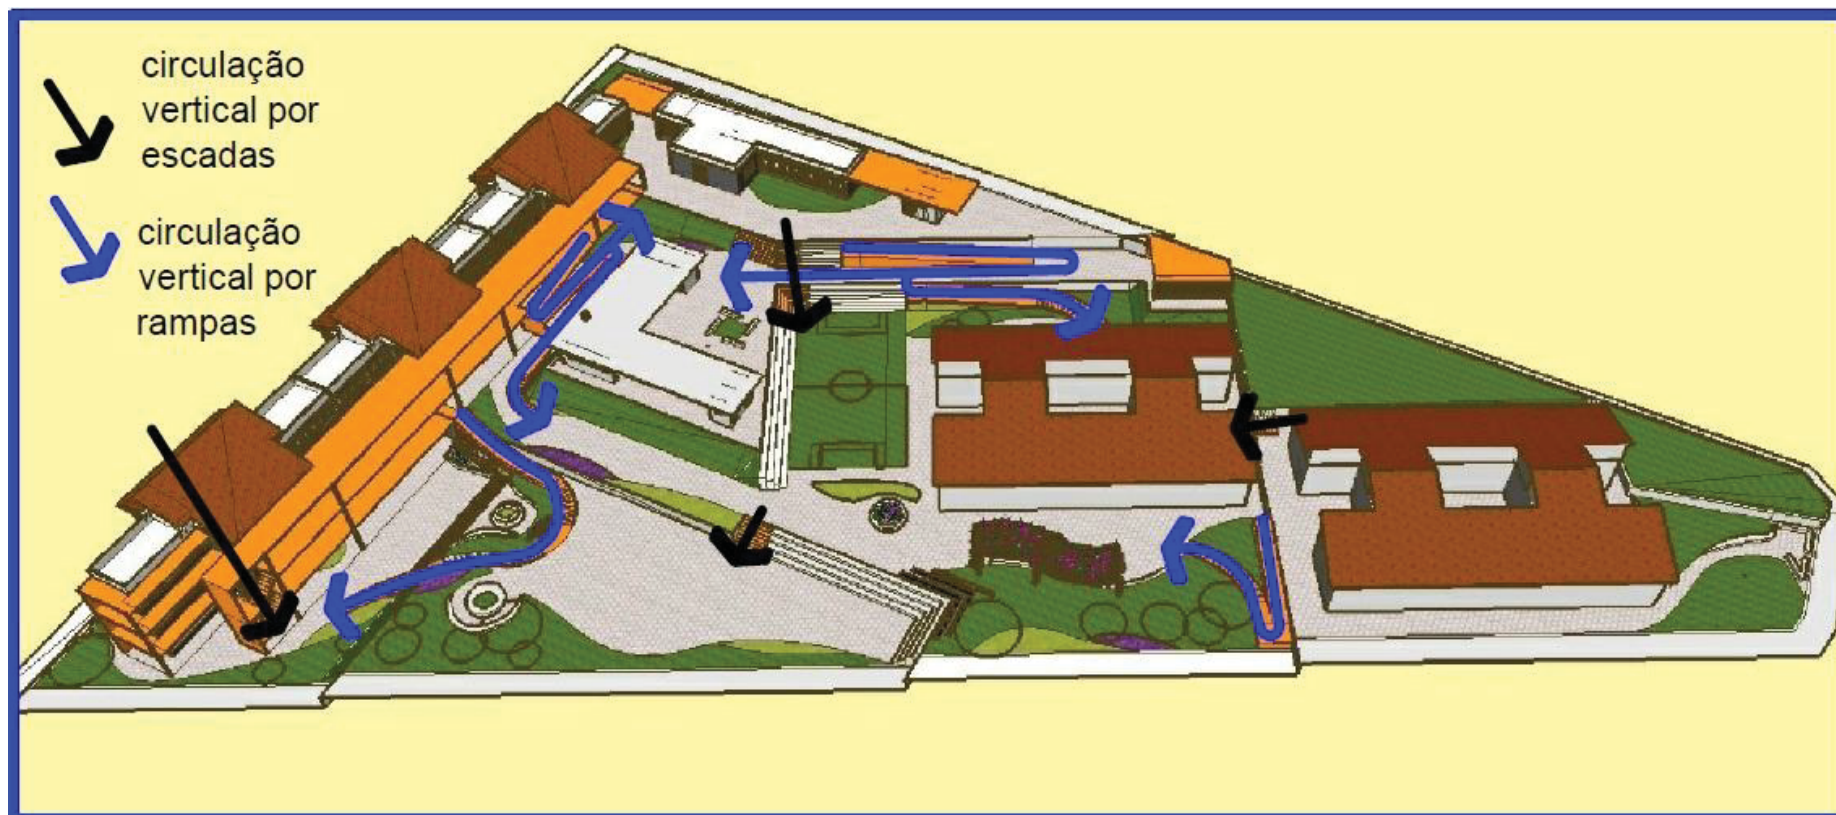 circulação
vertical por
escadas
circulação
vertical por
rampas